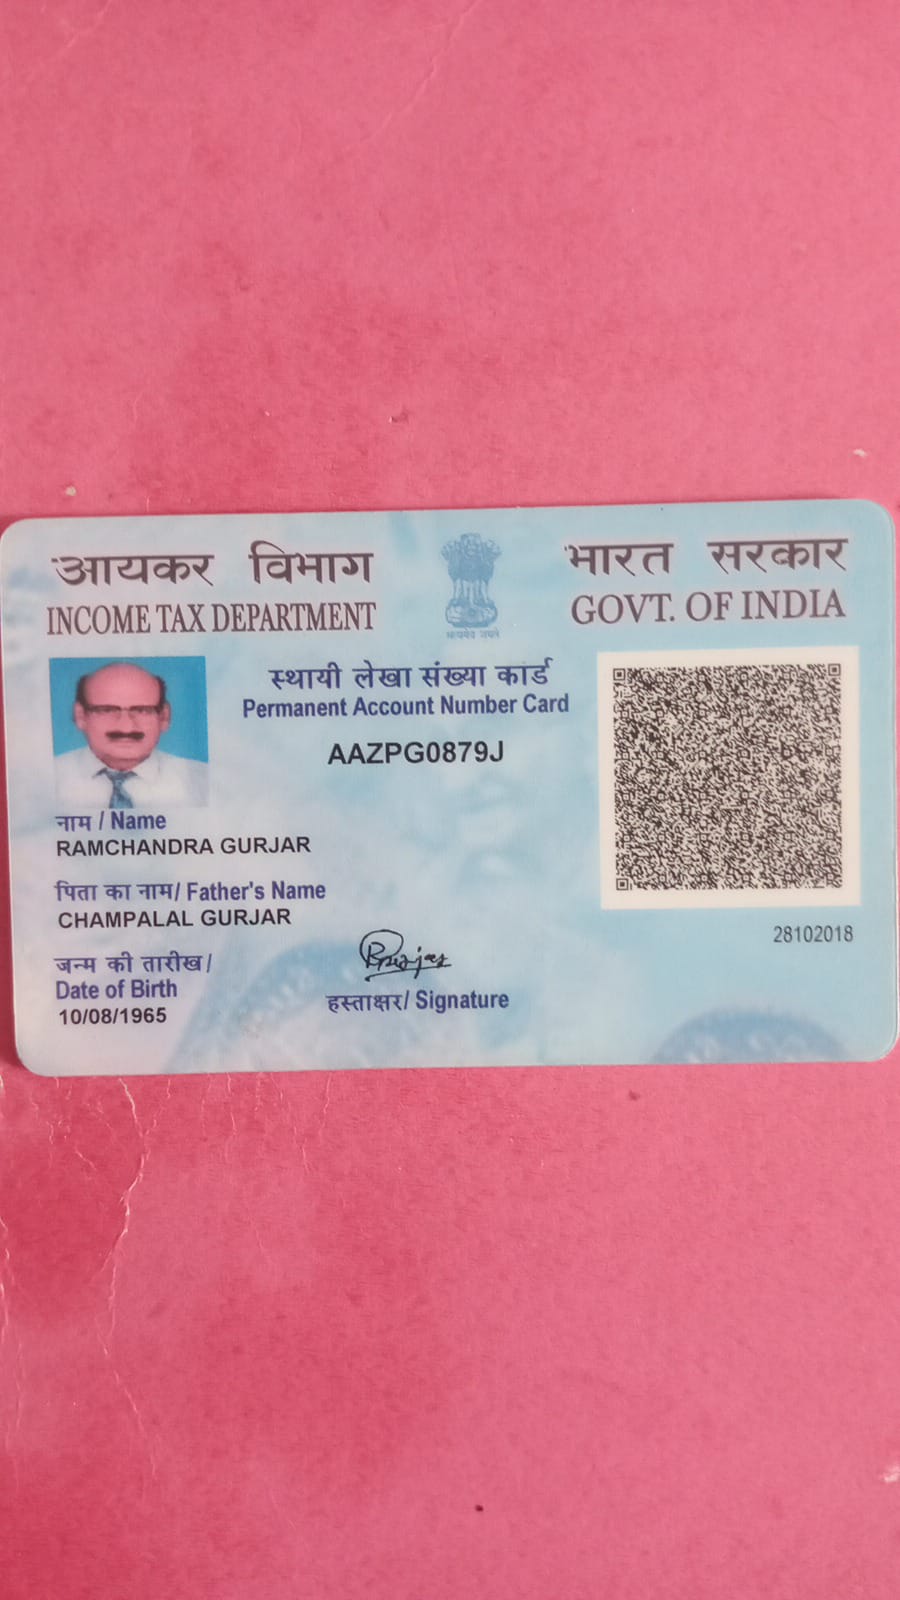 आयकर विभाग
INCOME TAX DEPARTMENT
भारत सरकार
GOVT. OF INDIA
सत्यमेव जयते
स्थायी लेखा संख्या कार्ड
Permanent Account Number Card
AAZPG0879J
नाम / Name
RAMCHANDRA GURJAR
पिता का नाम/ Father's Name
CHAMPALAL GURJAR
जन्म की तारीख/
Date of Birth
10/08/1965
हस्ताक्षर/ Signature
28102018